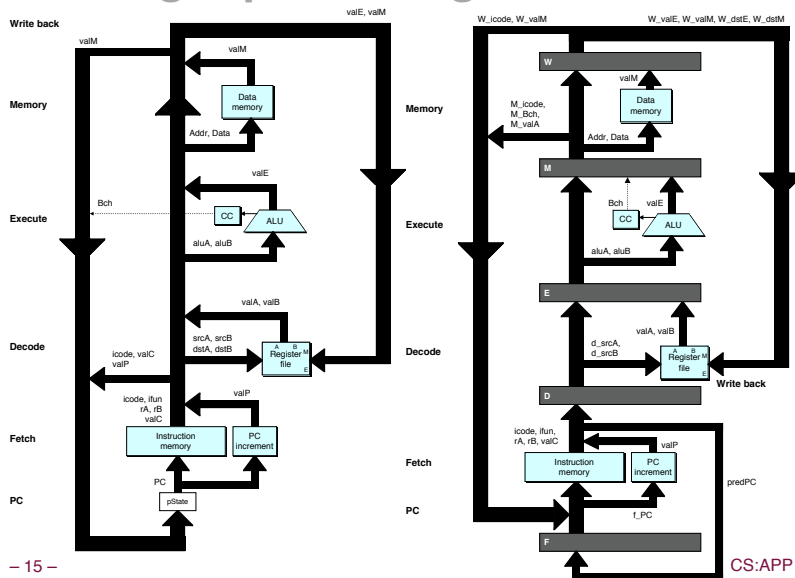 Write back
valE, valM
valM
valM
Memory
Data
memory
Addr, Data
valE
Bch
CC
ALU
Execute
aluA, aluB
valA, valB
Decode
srcA, srcB
dstA, dstB
A B
M
Register
file
E
icode, valC
valP
icode, ifun
rA, rB
valC
valP
Fetch
Instruction
memory
PC
increment
PC
PC
pState
– 15 –
W_icode, W_valM
W_valE, W_valM, W_dstE, W_dstM
W
valM
Memory
M_icode,
M_Bch,
M_valA
Data
memory
Addr, Data
M
Bch
valE
CC
ALU
Execute
aluA, aluB
E
valA, valB
Decode
d_srcA,
d_srcB
A B
M
Register
file
E
Write back
D
icode, ifun,
rA, rB, valC
valP
Fetch
Instruction
memory
PC
increment
predPC
PC
f_PC
F
CS:APP